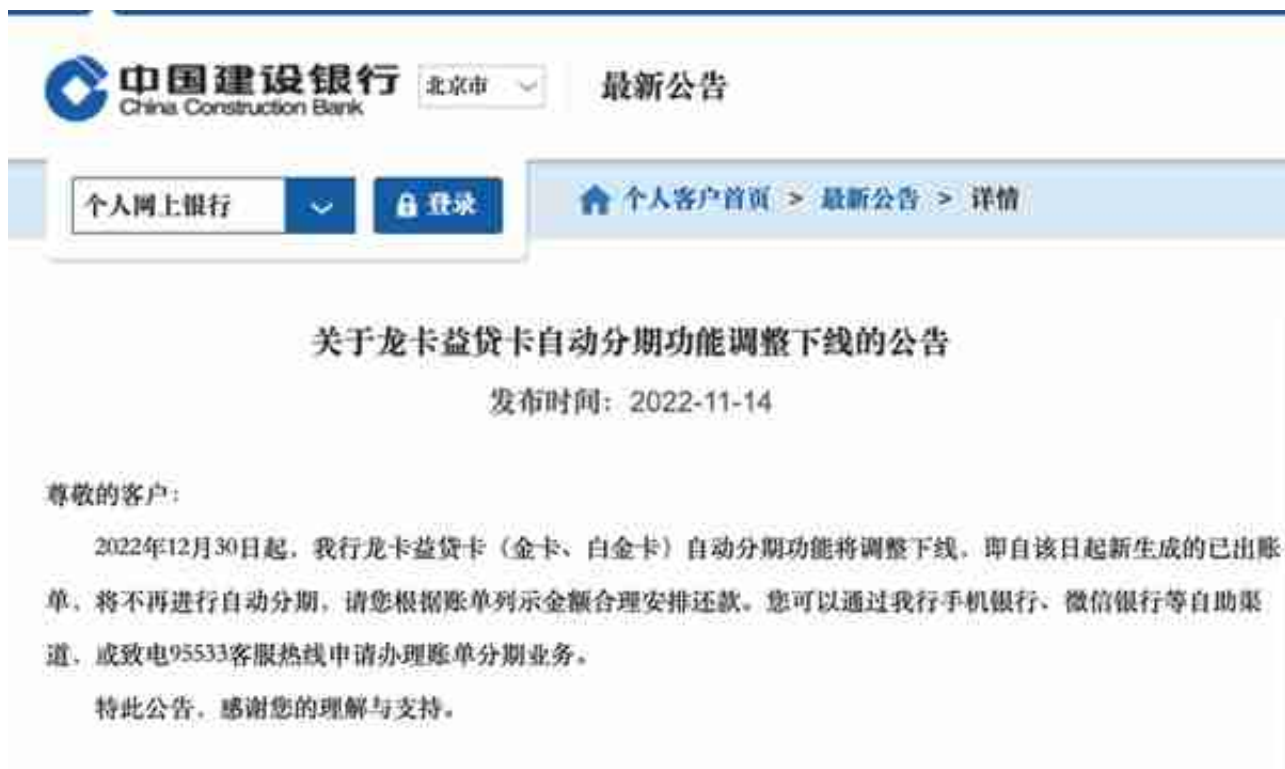 中国建设银行 北京市 最新公告
China Construction Bank
个人网上银行 登录 个人客户首页 > 最新公告 > 详情
关于龙卡益贷卡自动分期功能调整下线的公告
发布时间：2022-11-14
尊敬的客户：
2022年12月30日起，我行龙卡益贷卡（金卡、白金卡）自动分期功能将调整下线，即自该日起新生成的已出账
单，将不再进行自动分期，请您根据账单列示金额合理安排还款。您可以通过我行手机银行、微信银行等自助渠
道，或致电95533客服热线申请办理账单分期业务。
特此公告，感谢您的理解与支持。